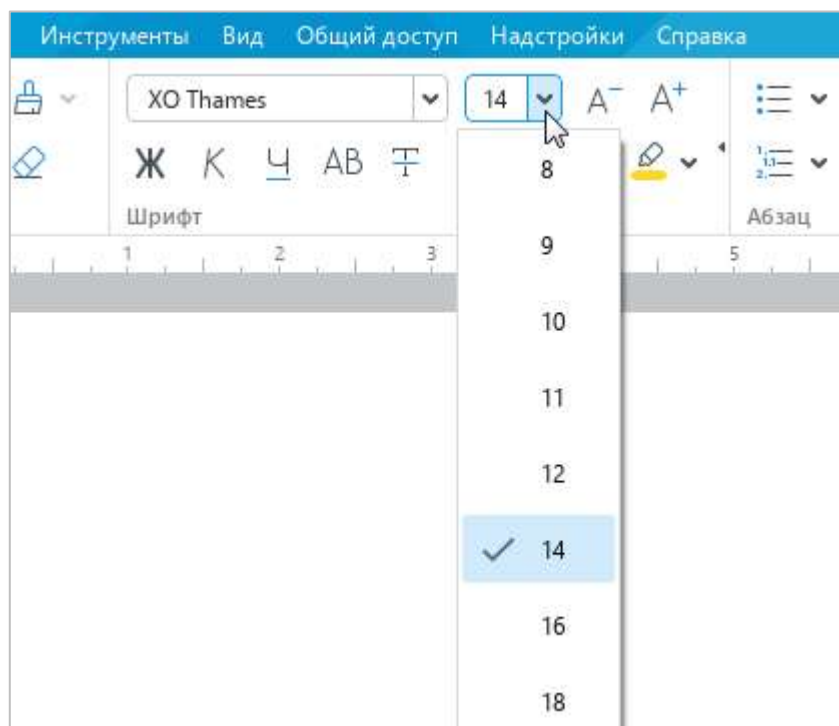 Инструменты Вид Общий доступ Надстройки Справка
XO Thames 14 A⁻ A⁺
Ж К Ч АВ Т
Шрифт Абзац
1 2 3 5
8
9
10
11
12
14
16
18